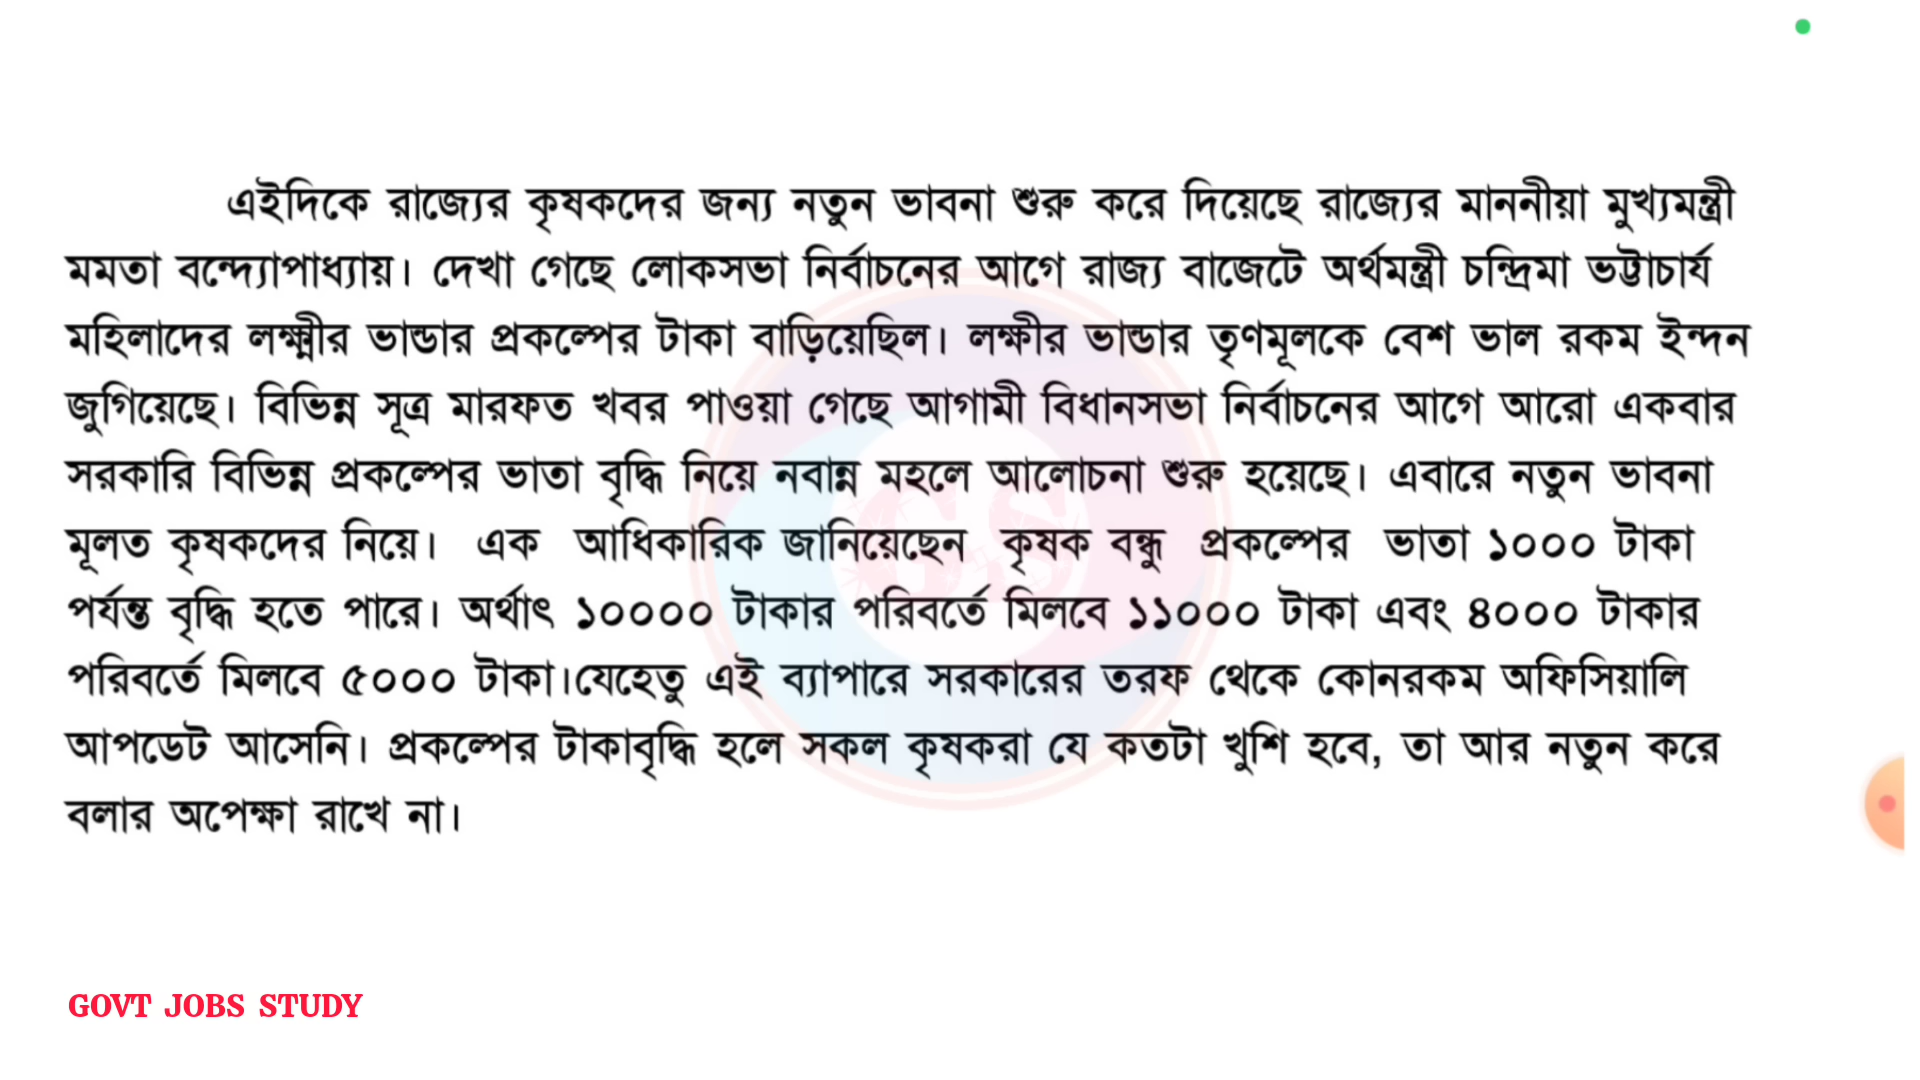 এইদিকে রাজ্যের কৃষকদের জন্য নতুন ভাবনা শুরু করে দিয়েছে রাজ্যের মাননীয়া মুখ্যমন্ত্রী
মমতা বন্দ্যোপাধ্যায়। দেখা গেছে লোকসভা নির্বাচনের আগে রাজ্য বাজেটে অর্থমন্ত্রী চন্দ্রিমা ভট্টাচার্য
মহিলাদের লক্ষ্মীর ভান্ডার প্রকল্পের টাকা বাড়িয়েছিল। লক্ষীর ভান্ডার তৃণমূলকে বেশ ভাল রকম ইন্দন
জুগিয়েছে। বিভিন্ন সূত্র মারফত খবর পাওয়া গেছে আগামী বিধানসভা নির্বাচনের আগে আরো একবার
সরকারি বিভিন্ন প্রকল্পের ভাতা বৃদ্ধি নিয়ে নবান্ন মহলে আলোচনা শুরু হয়েছে। এবারে নতুন ভাবনা
মূলত কৃষকদের নিয়ে। এক আধিকারিক জানিয়েছেন কৃষক বন্ধু প্রকল্পের ভাতা ১০০০ টাকা
পর্যন্ত বৃদ্ধি হতে পারে। অর্থাৎ ১০০০০ টাকার পরিবর্তে মিলবে ১১০০০ টাকা এবং ৪০০০ টাকার
পরিবর্তে মিলবে ৫০০০ টাকা।যেহেতু এই ব্যাপারে সরকারের তরফ থেকে কোনরকম অফিসিয়ালি
আপডেট আসেনি। প্রকল্পের টাকাবৃদ্ধি হলে সকল কৃষকরা যে কতটা খুশি হবে, তা আর নতুন করে
বলার অপেক্ষা রাখে না।
GS
GOVT JOBS STUDY